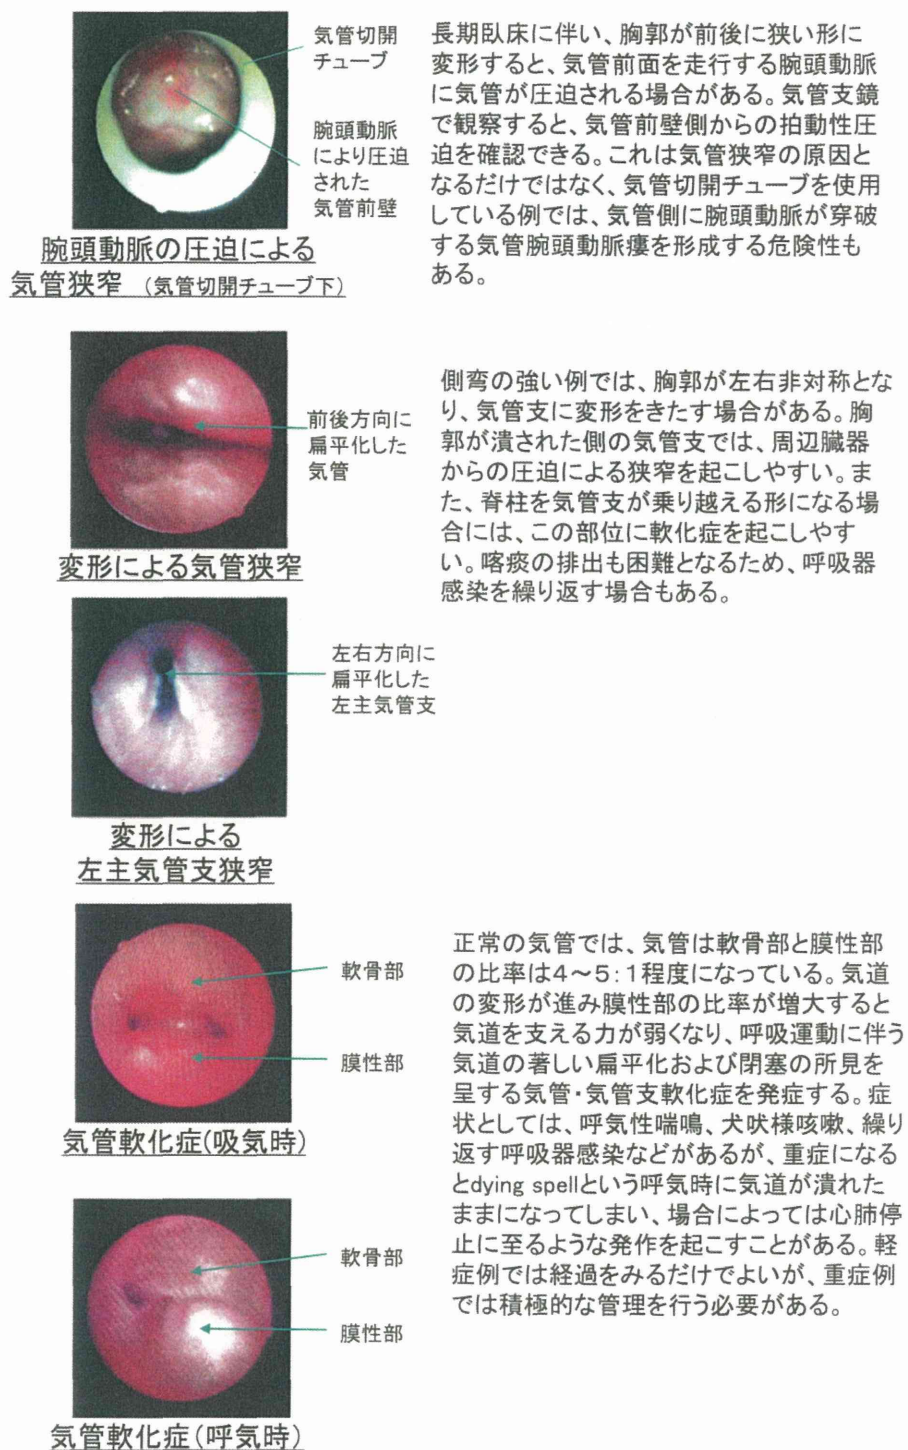 気管切開
チューブ
腕頭動脈
により圧迫
された
気管前壁
腕頭動脈の圧迫による
気管狭窄 (気管切開チューブ下)
長期臥床に伴い、胸郭が前後に狭い形に
変形すると、気管前面を走行する腕頭動脈
に気管が圧迫される場合がある。気管支鏡
で観察すると、気管前壁側からの拍動性圧
迫を確認できる。これは気管狭窄の原因と
なるだけではなく、気管切開チューブを使用
している例では、気管側に腕頭動脈が穿破
する気管腕頭動脈瘻を形成する危険性も
ある。
前後方向に
扁平化した
気管
変形による気管狭窄
側弯の強い例では、胸郭が左右非対称とな
り、気管支に変形をきたす場合がある。胸
郭が潰された側の気管支では、周辺臓器
からの圧迫による狭窄を起こしやすい。ま
た、脊柱を気管支が乗り越える形になる場
合には、この部位に軟化症を起こしやす
い。喀痰の排出も困難となるため、呼吸器
感染を繰り返す場合もある。
左右方向に
扁平化した
左主気管支
変形による
左主気管支狭窄
軟骨部
膜性部
気管軟化症(吸気時)
正常の気管では、気管は軟骨部と膜性部
の比率は4～5:1程度になっている。気道
の変形が進み膜性部の比率が増大すると
気道を支える力が弱くなり、呼吸運動に伴う
気道の著しい扁平化および閉塞の所見を
呈する気管・気管支軟化症を発症する。症
状としては、呼気性喘鳴、犬吠様咳嗽、繰り
返す呼吸器感染などがあるが、重症になる
とdying spellという呼気時に気道が潰れた
ままになってしまい、場合によっては心肺停
止に至るような発作を起こすことがある。軽
症例では経過をみるだけでよいが、重症例
では積極的な管理を行う必要がある。
軟骨部
膜性部
気管軟化症(呼気時)